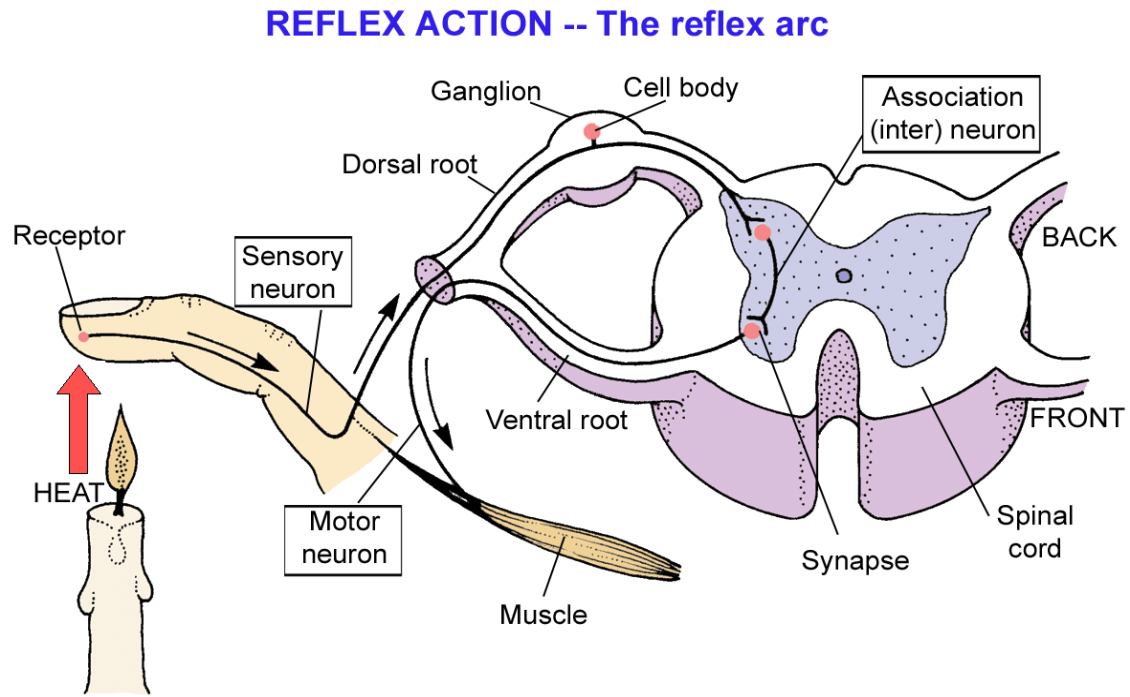 REFLEX ACTION -- The reflex arc
Ganglion
Cell body
Association
(inter) neuron
Dorsal root
Receptor
Sensory
neuron
BACK
Ventral root
FRONT
HEAT
Motor
neuron
Spinal
cord
Synapse
Muscle